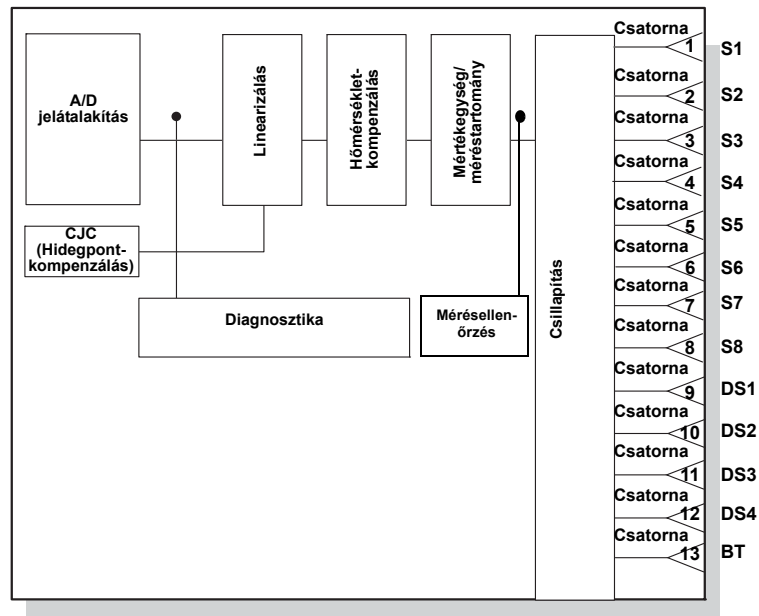 A/D
jelátalakítás
CJC
(Hidegpont-
kompenzálás)
Linearizálás
Hőmérséklet-
kompenzálás
Mértékegység/
méréstartomány
Diagnosztika
Mérésellen-
őrzés
Csillapítás
Csatorna
1 S1
Csatorna
2 S2
Csatorna
3 S3
Csatorna
4 S4
Csatorna
5 S5
Csatorna
6 S6
Csatorna
7 S7
Csatorna
8 S8
Csatorna
9 DS1
Csatorna
10 DS2
Csatorna
11 DS3
Csatorna
12 DS4
Csatorna
13 BT